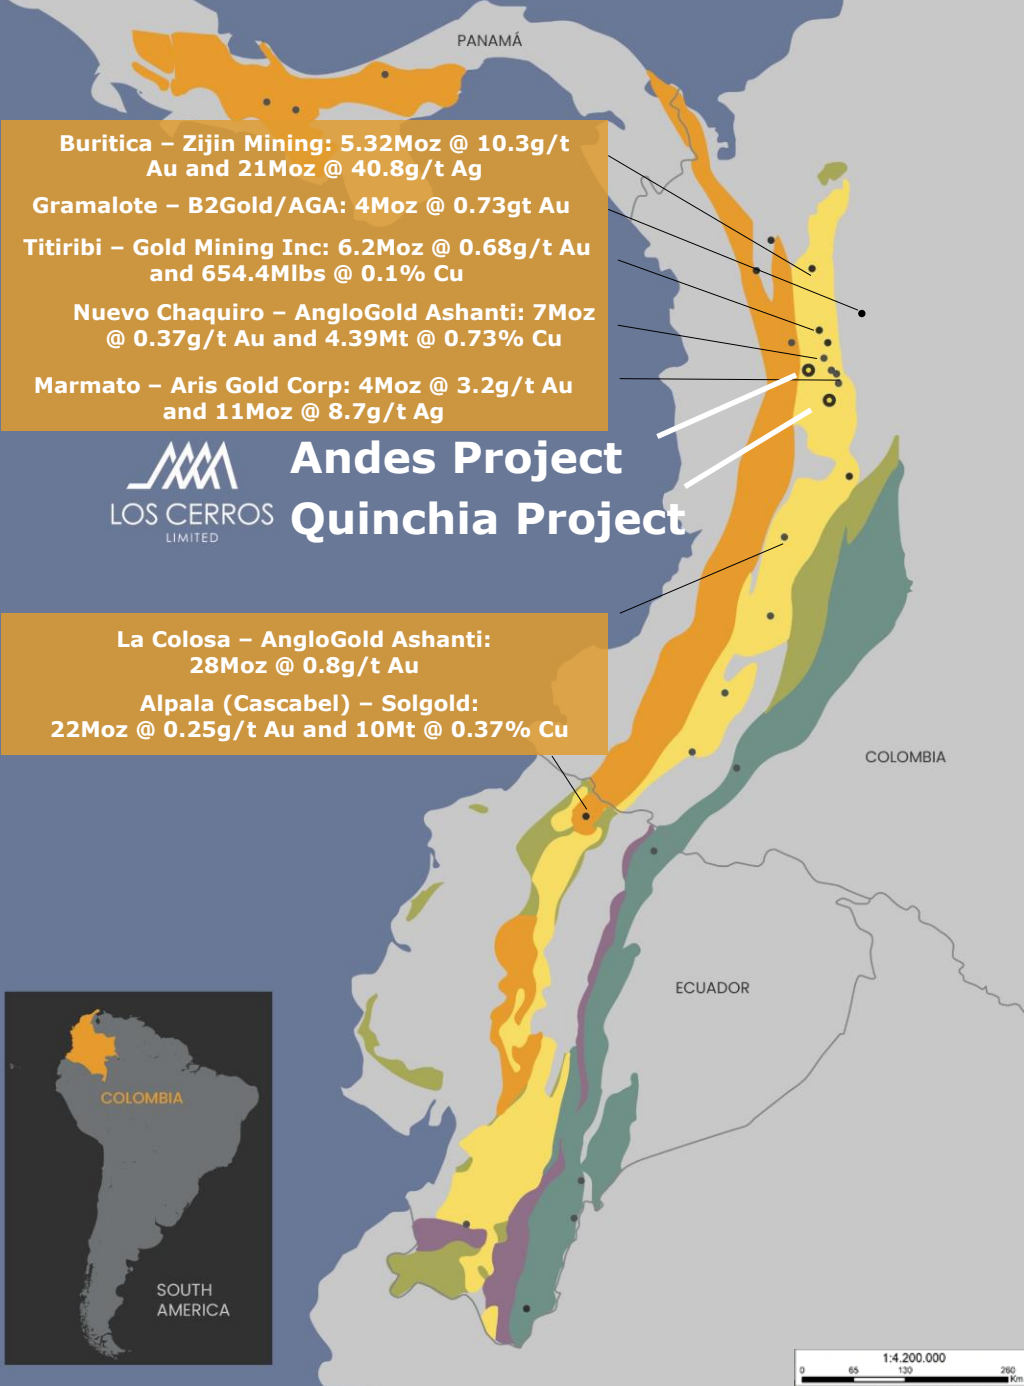 PANAMÁ
Buritica – Zijin Mining: 5.32Moz @ 10.3g/t
Au and 21Moz @ 40.8g/t Ag
Gramalote – B2Gold/AGA: 4Moz @ 0.73gt Au
Titiribi – Gold Mining Inc: 6.2Moz @ 0.68g/t Au
and 654.4Mlbs @ 0.1% Cu
Nuevo Chaquiro – AngloGold Ashanti: 7Moz
@ 0.37g/t Au and 4.39Mt @ 0.73% Cu
Marmato – Aris Gold Corp: 4Moz @ 3.2g/t Au
and 11Moz @ 8.7g/t Ag
LOS CERROS
LIMITED
Andes Project
Quinchia Project
La Colosa – AngloGold Ashanti:
28Moz @ 0.8g/t Au
Alpala (Cascabel) – Solgold:
22Moz @ 0.25g/t Au and 10Mt @ 0.37% Cu
COLOMBIA
ECUADOR
COLOMBIA
SOUTH
AMERICA
1:4.200.000
0 65 130 260
Km